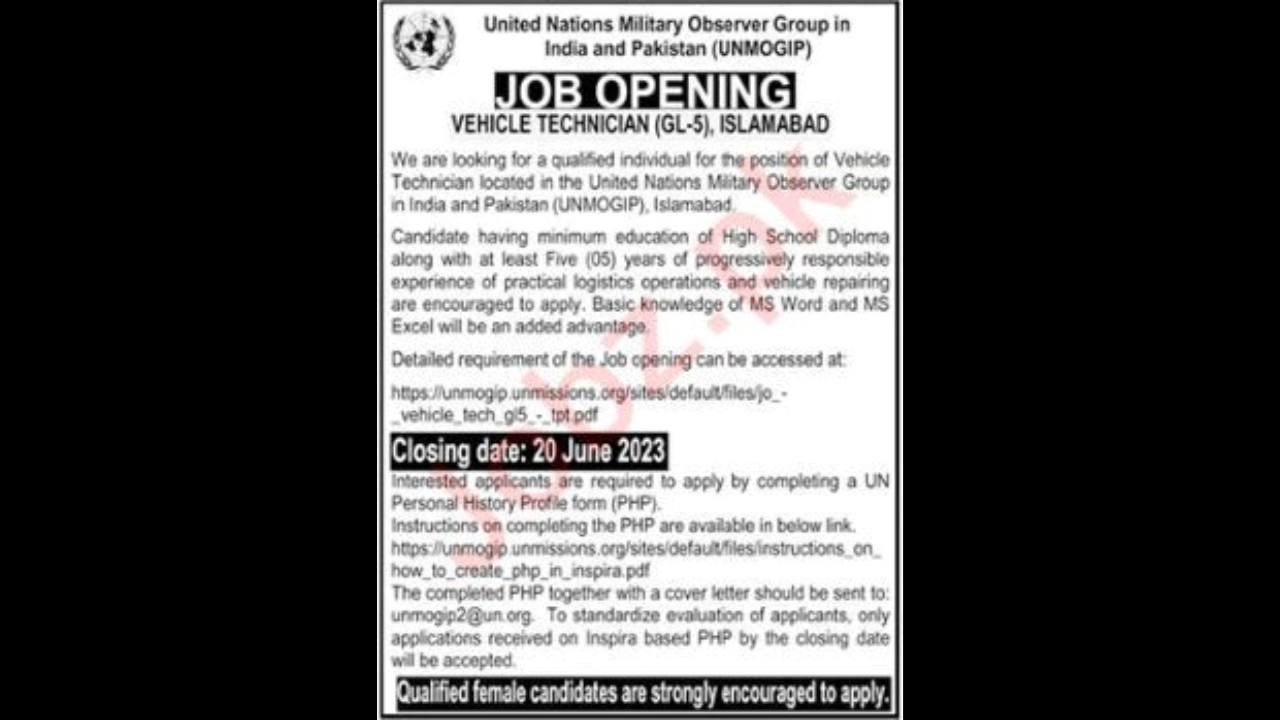 United Nations Military Observer Group in
India and Pakistan (UNMOGIP)
JOB OPENING
VEHICLE TECHNICIAN (GL-5), ISLAMABAD
We are looking for a qualified individual for the position of Vehicle
Technician located in the United Nations Military Observer Group
in India and Pakistan (UNMOGIP), Islamabad.
Candidate having minimum education of High School Diploma
along with at least Five (05) years of progressively responsible
experience of practical logistics operations and vehicle repairing
are encouraged to apply. Basic knowledge of MS Word and MS
Excel will be an added advantage.
Detailed requirement of the Job opening can be accessed at:
https://unmogip.unmissions.org/sites/default/files/jo_-
_vehicle_tech_gl5_-_tpt.pdf
Closing date: 20 June 2023
Interested applicants are required to apply by completing a UN
Personal History Profile form (PHP).
Instructions on completing the PHP are available in below link.
https://unmogip.unmissions.org/sites/default/files/instructions_on_
how_to_create_php_in_inspira.pdf
The completed PHP together with a cover letter should be sent to:
unmogip2@un.org. To standardize evaluation of applicants, only
applications received on Inspira based PHP by the closing date
will be accepted.
Qualified female candidates are strongly encouraged to apply.
Jobz.pk